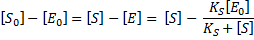 [S₀] − [E₀] = [S] − [E] = [S] − K_S[E₀] / (K_S + [S])